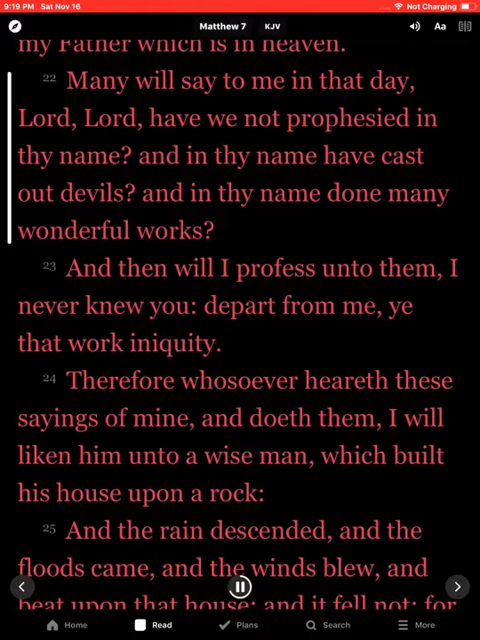 9:19 PM Sat Nov 16 Not Charging
Matthew 7 KJV Aa
my Father which is in heaven.
22 Many will say to me in that day,
Lord, Lord, have we not prophesied in
thy name? and in thy name have cast
out devils? and in thy name done many
wonderful works?
23 And then will I profess unto them, I
never knew you: depart from me, ye
that work iniquity.
24 Therefore whosoever heareth these
sayings of mine, and doeth them, I will
liken him unto a wise man, which built
his house upon a rock:
25 And the rain descended, and the
floods came, and the winds blew, and
beat upon that house; and it fell not: for
Home Read Plans Search More